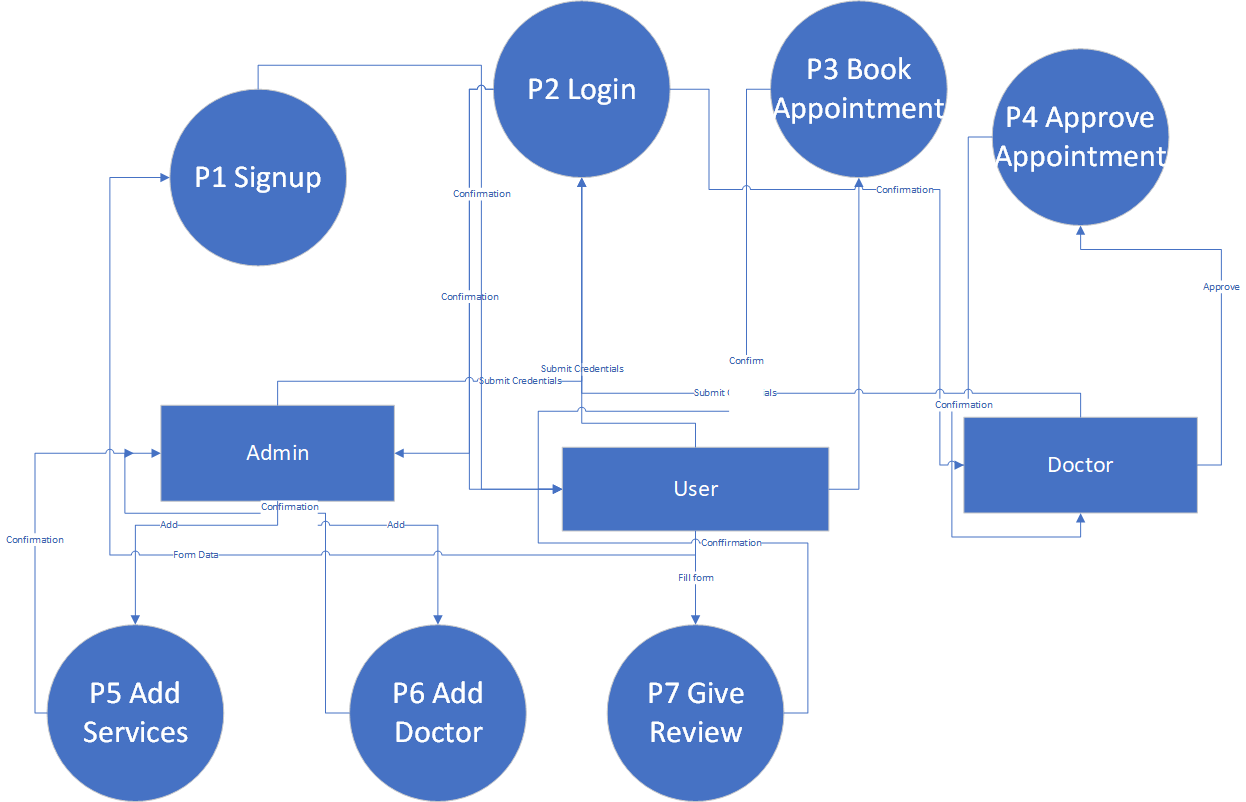 P2 Login
P3 Book
Appointment
P4 Approve
Appointment
P1 Signup
Confirmation
Confirmation
Approve
Confirmation
Confirm
Submit Credentials
Submit Credentials
Submit
als
Confirmation
Admin
Doctor
User
Confirmation
Add
Add
Confirmation
Conffirmation
Form Data
Fill form
P5 Add
Services
P6 Add
Doctor
P7 Give
Review